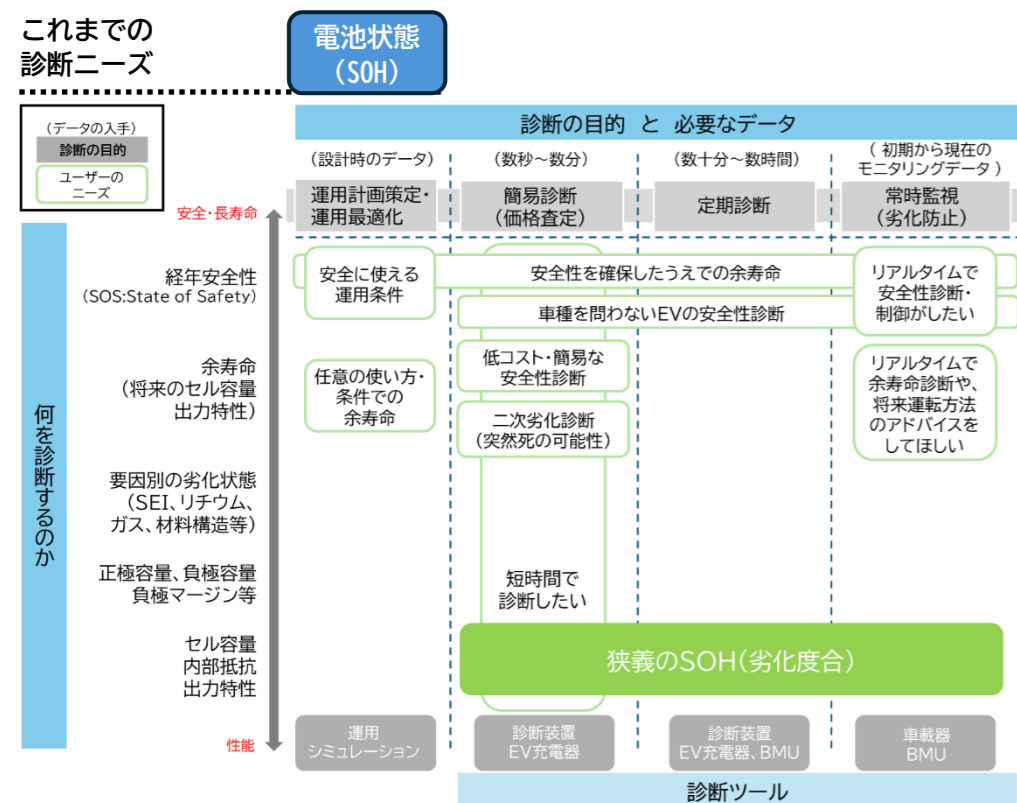 これまでの
診断ニーズ
電池状態
(SOH)
(データの入手)
診断の目的
ユーザーの
ニーズ
診断の目的 と 必要なデータ
(設計時のデータ)
(数秒～数分)
(数十分～数時間)
( 初期から現在の
モニタリングデータ )
運用計画策定・
運用最適化
簡易診断
(価格査定)
定期診断
常時監視
(劣化防止)
安全・長寿命
何を診断するのか
経年安全性
(SOS:State of Safety)
安全に使える
運用条件
安全性を確保したうえでの余寿命
車種を問わないEVの安全性診断
リアルタイムで
安全性診断・
制御がしたい
余寿命
(将来のセル容量
出力特性)
任意の使い方・
条件での
余寿命
低コスト・簡易な
安全性診断
二次劣化診断
(突然死の可能性)
リアルタイムで
余寿命診断や、
将来運転方法
のアドバイスを
してほしい
要因別の劣化状態
(SEI、リチウム、
ガス、材料構造等)
正極容量、負極容量
負極マージン等
短時間で
診断したい
セル容量
内部抵抗
出力特性
狭義のSOH(劣化度合)
性能
運用
シミュレーション
診断装置
EV充電器
診断装置
EV充電器、BMU
車載器
BMU
診断ツール